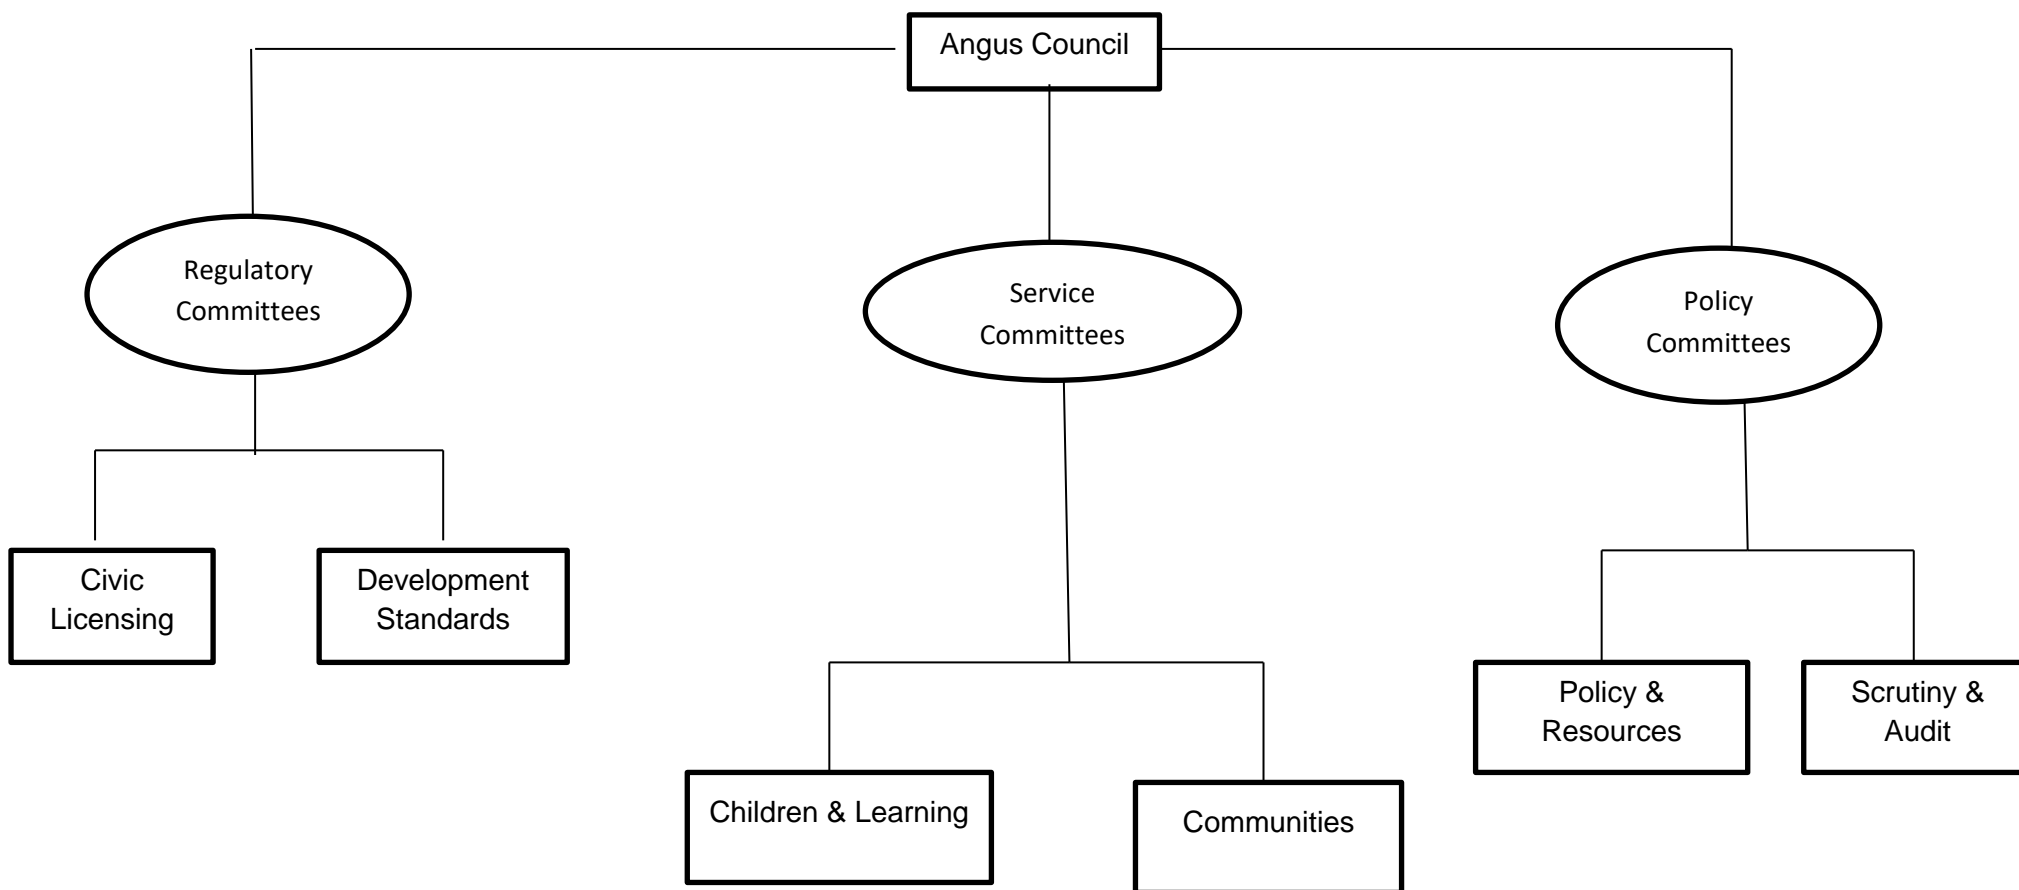 Angus Council
Regulatory
Committees
Service
Committees
Policy
Committees
Civic
Licensing
Development
Standards
Policy &
Resources
Scrutiny &
Audit
Children & Learning
Communities